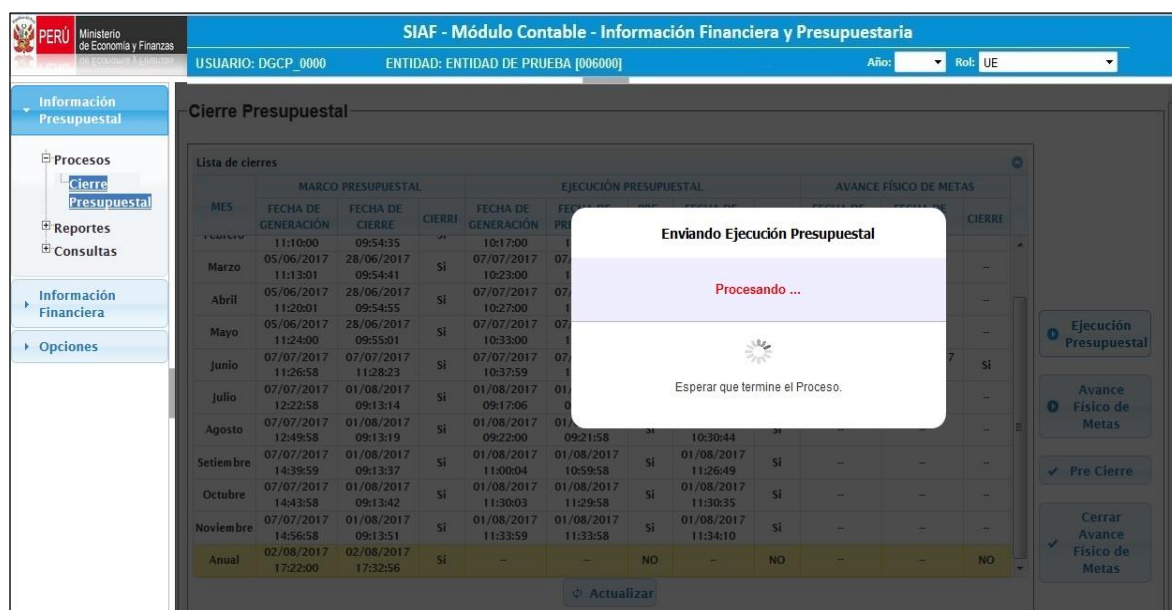 PERÚ Ministerio
de Economía y Finanzas
SIAF - Módulo Contable - Información Financiera y Presupuestaria
USUARIO: DGCP_0000 ENTIDAD: ENTIDAD DE PRUEBA [006000] Año: Rol: UE
Información
Presupuestal
Procesos
Cierre
Presupuestal
Reportes
Consultas
Información
Financiera
Opciones
Cierre Presupuestal
Lista de cierres
MARCO PRESUPUESTAL EJECUCIÓN PRESUPUESTAL AVANCE FÍSICO DE METAS
MES FECHA DE GENERACIÓN FECHA DE CIERRE CIERRI FECHA DE GENERACIÓN CIERRE
11:10:00 09:54:35 10:17:00
Marzo 05/06/2017 28/06/2017 Si 07/07/2017 --
11:13:01 09:54:41 10:23:00
Abril 05/06/2017 28/06/2017 Si 07/07/2017 --
11:20:01 09:54:55 10:27:00
Mayo 05/06/2017 28/06/2017 Si 07/07/2017 --
11:24:00 09:55:01 10:33:00
Junio 07/07/2017 07/07/2017 Si 07/07/2017 Si
11:26:58 11:28:23 10:37:59
Julio 07/07/2017 01/08/2017 Si 01/08/2017 --
12:22:58 09:13:14 09:17:06
Agosto 07/07/2017 01/08/2017 Si 01/08/2017 -- -- --
12:49:58 09:13:19 09:22:00 09:21:58 10:30:44
Setiembre 07/07/2017 01/08/2017 Si 01/08/2017 01/08/2017 Si 01/08/2017 Si -- -- --
14:39:59 09:13:37 11:00:04 10:59:58 11:26:49
Octubre 07/07/2017 01/08/2017 Si 01/08/2017 01/08/2017 Si 01/08/2017 Si -- -- --
14:43:58 09:13:42 11:30:03 11:29:58 11:30:35
Noviembre 07/07/2017 01/08/2017 Si 01/08/2017 01/08/2017 Si 01/08/2017 Si -- -- --
14:56:58 09:13:51 11:33:59 11:33:58 11:34:10
Anual 02/08/2017 02/08/2017 Si -- -- NO -- NO -- -- NO
17:22:00 17:32:56
Actualizar
Enviando Ejecución Presupuestal
Procesando ...
Esperar que termine el Proceso.
Ejecución
Presupuestal
Avance
Físico de
Metas
Pre Cierre
Cerrar
Avance
Físico de
Metas